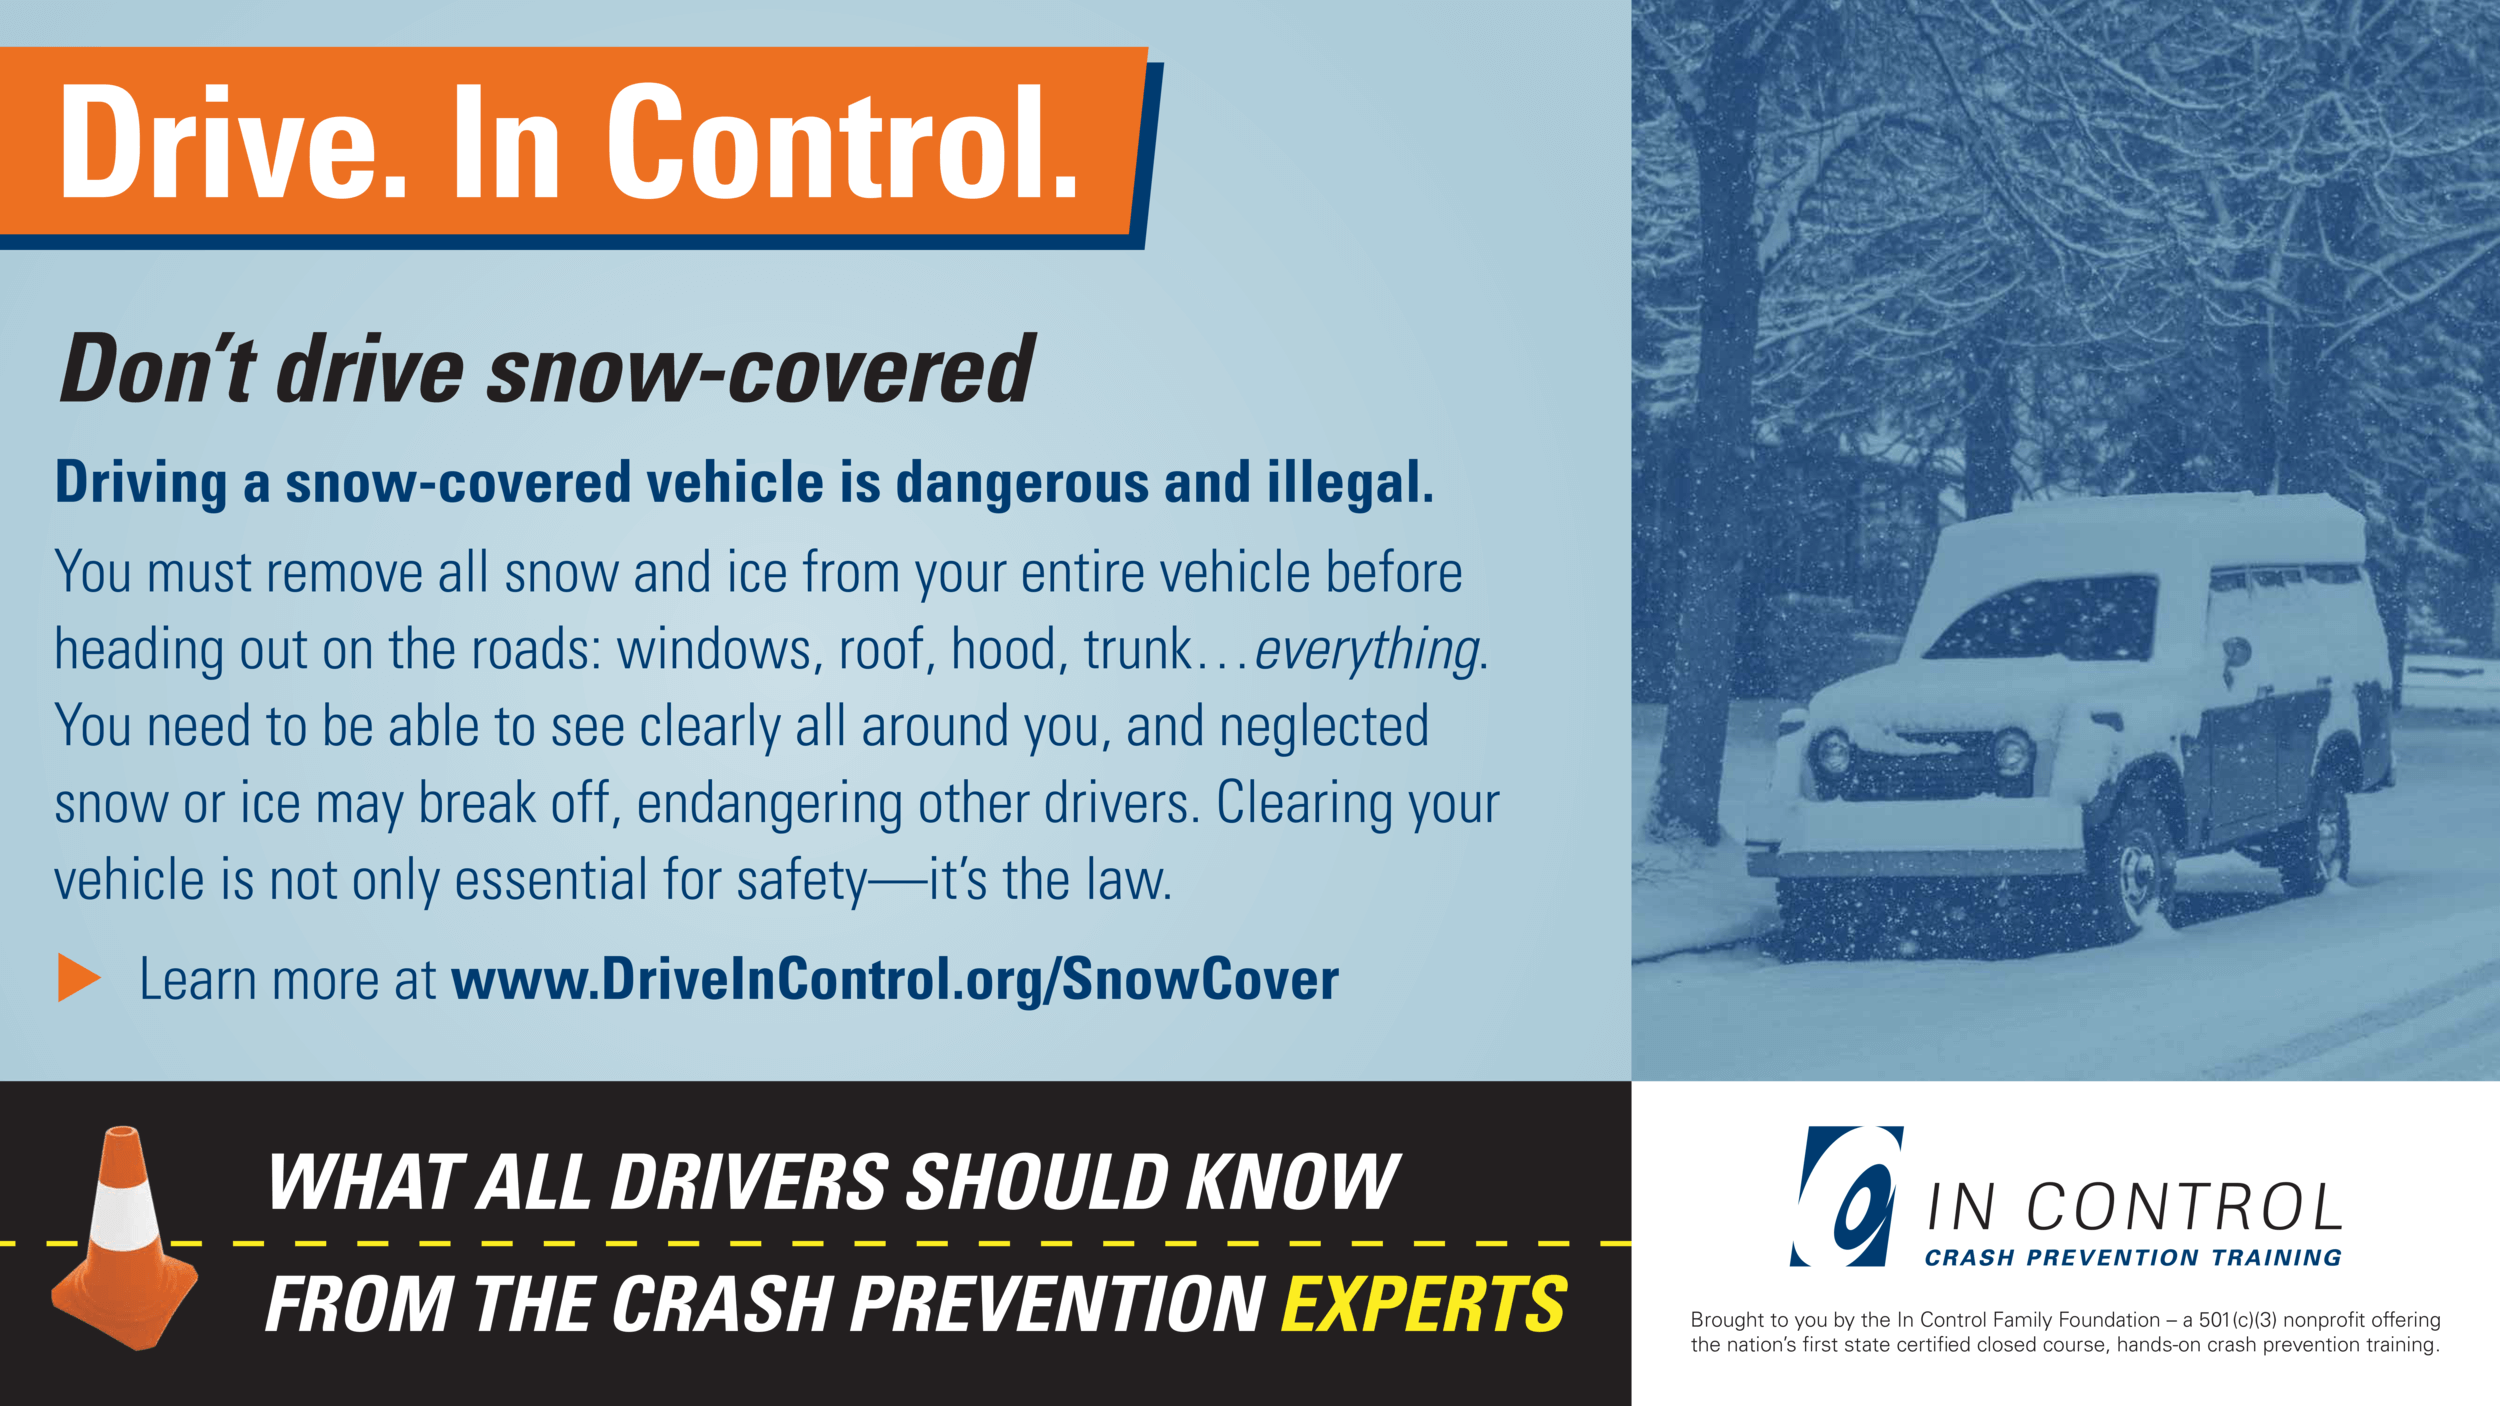 Drive. In Control.
Don't drive snow-covered
Driving a snow-covered vehicle is dangerous and illegal.
You must remove all snow and ice from your entire vehicle before
heading out on the roads: windows, roof, hood, trunk…everything.
You need to be able to see clearly all around you, and neglected
snow or ice may break off, endangering other drivers. Clearing your
vehicle is not only essential for safety—it's the law.
Learn more at www.DriveInControl.org/SnowCover
WHAT ALL DRIVERS SHOULD KNOW
FROM THE CRASH PREVENTION EXPERTS
IN CONTROL
CRASH PREVENTION TRAINING
Brought to you by the In Control Family Foundation – a 501(c)(3) nonprofit offering
the nation's first state certified closed course, hands-on crash prevention training.